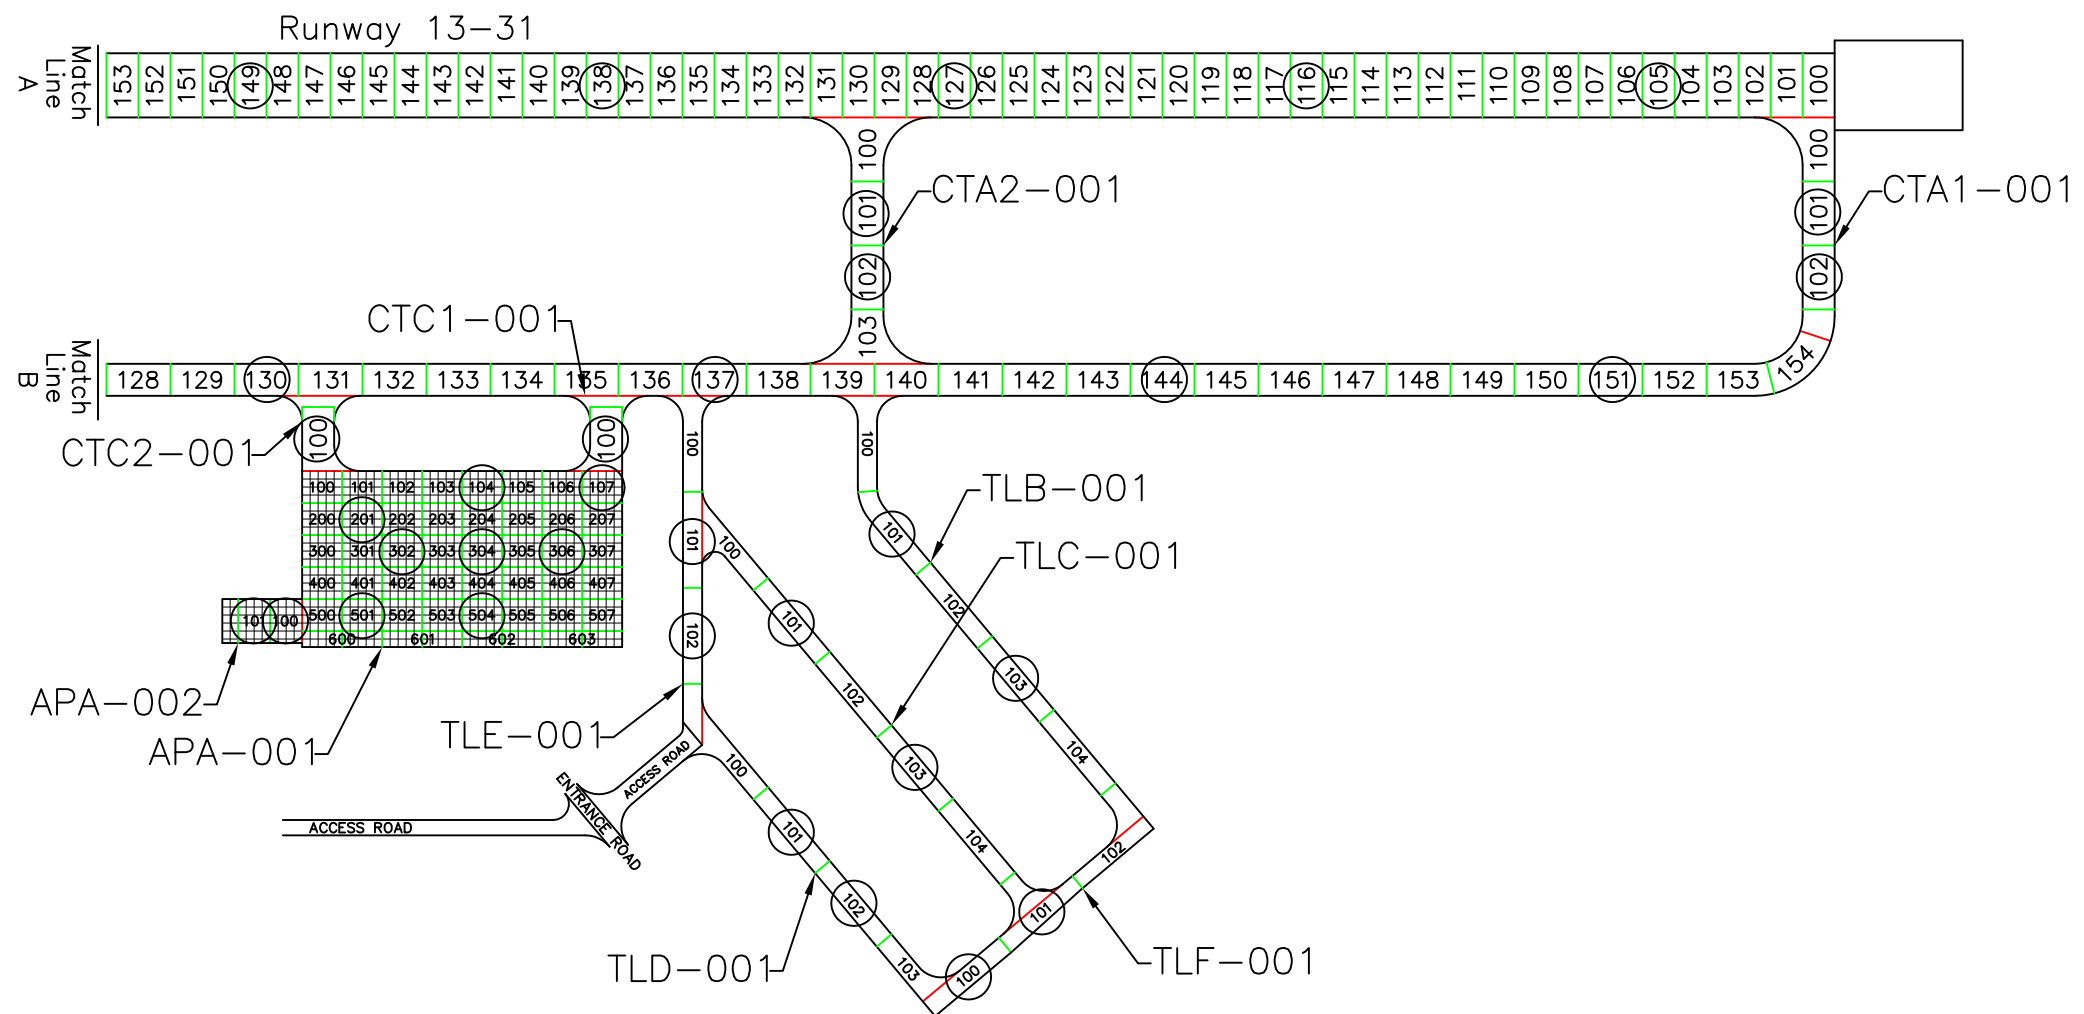 Runway 13-31
Match
Line
A
153 152 151 150 149 148 147 146 145 144 143 142 141 140 139 138 137 136 135 134 133 132 131 130 129 128 127 126 125 124 123 122 121 120 119 118 117 116 115 114 113 112 111 110 109 108 107 106 105 104 103 102 101 100
100
101
102
103
CTA2-001
100
101
102
CTA1-001
CTC1-001
Match
Line
B
128 129 130 131 132 133 134 135 136 137 138 139 140 141 142 143 144 145 146 147 148 149 150 151 152 153 154
CTC2-001
100
100
100 101 102 103 104 105 106 107
200 201 202 203 204 205 206 207
300 301 302 303 304 305 306 307
400 401 402 403 404 405 406 407
500 501 502 503 504 505 506 507
600 601 602 603
101 100
APA-002
APA-001
100
101
102
TLE-001
100
101
102
103
104
TLB-001
100
101
102
103
104
TLC-001
100
101
102
103
TLD-001
100
101
102
TLF-001
ACCESS ROAD
ENTRANCE ROAD
ACCESS ROAD